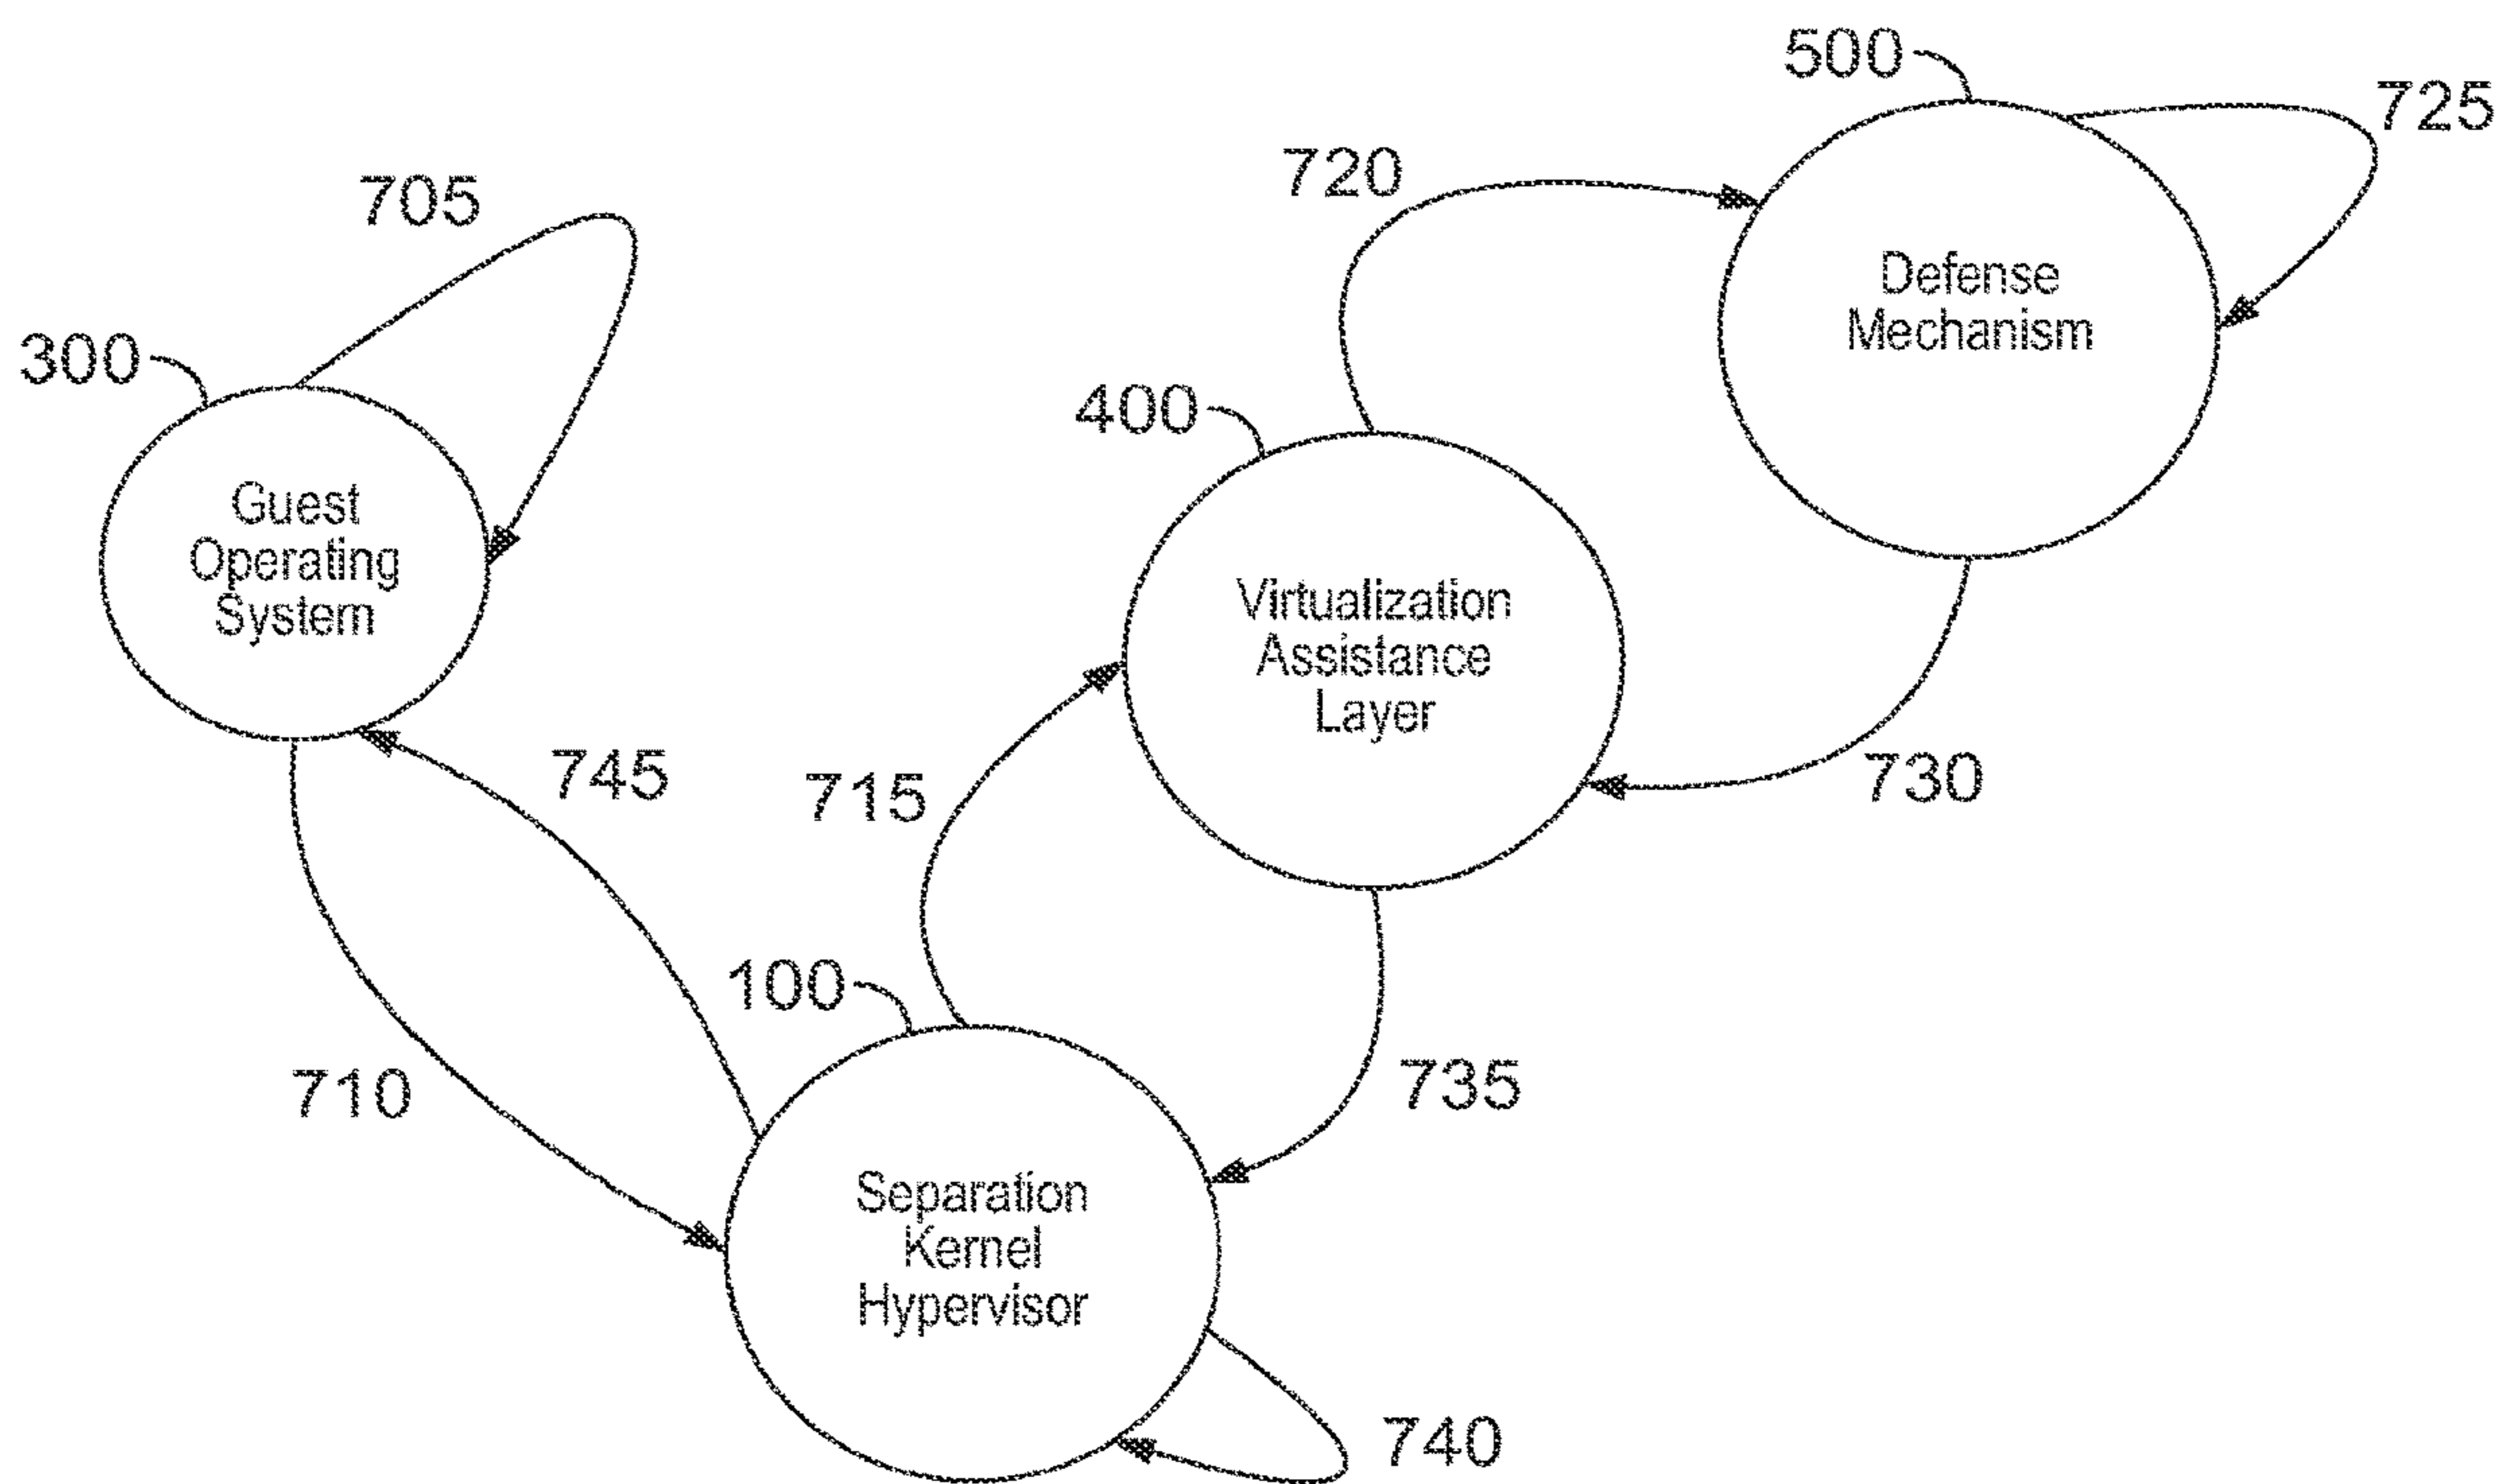 500
725
720
705
Defense
Mechanism
300
400
Guest
Operating
System
Virtualization
Assistance
Layer
745
715
730
100
710
735
Separation
Kernel
Hypervisor
740